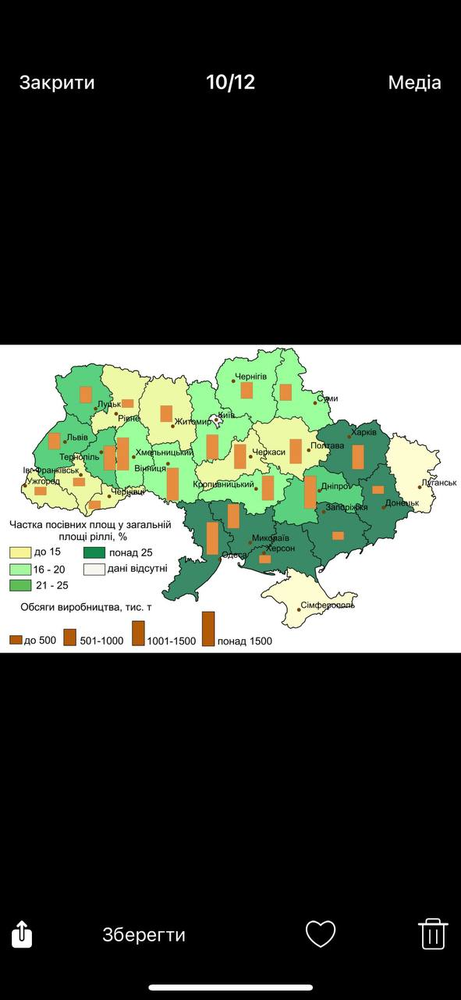 Закрити
10/12
Медіа
Чернігів
Суми
Луцьк
Рівне
Житомир
Київ
Харків
Львів
Тернопіль
Хмельницький
Черкаси
Полтава
Ів.-Франківськ
Вінниця
Ужгород
Чернівці
Кропивницький
Дніпро
Луганськ
Запоріжжя
Донецьк
Миколаїв
Херсон
Одеса
Сімферополь
Частка посівних площ у загальній
площі ріллі, %
до 15
понад 25
16 - 20
дані відсутні
21 - 25
Обсяги виробництва, тис. т
до 500
501-1000
1001-1500
понад 1500
Зберегти